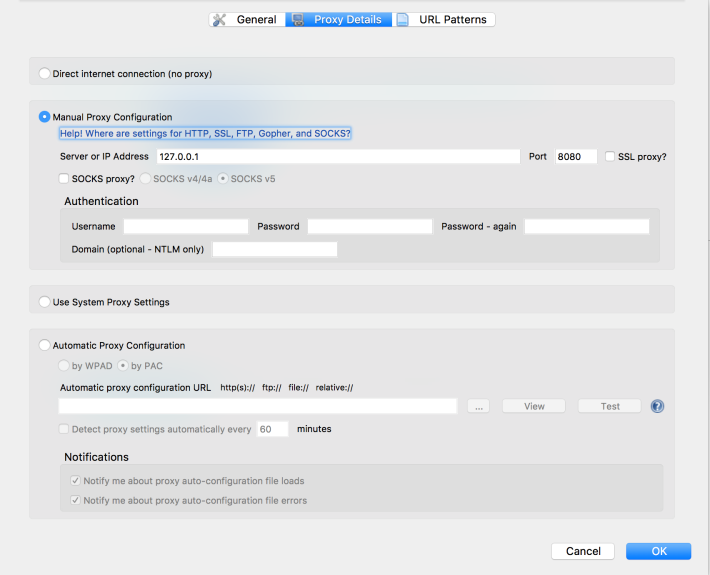 General Proxy Details URL Patterns
Direct internet connection (no proxy)
Manual Proxy Configuration
Help! Where are settings for HTTP, SSL, FTP, Gopher, and SOCKS?
Server or IP Address 127.0.0.1 Port 8080 SSL proxy?
SOCKS proxy? SOCKS v4/4a SOCKS v5
Authentication
Username Password Password - again
Domain (optional - NTLM only)
Use System Proxy Settings
Automatic Proxy Configuration
by WPAD by PAC
Automatic proxy configuration URL http(s):// ftp:// file:// relative://
... View Test ?
Detect proxy settings automatically every 60 minutes
Notifications
Notify me about proxy auto-configuration file loads
Notify me about proxy auto-configuration file errors
Cancel OK